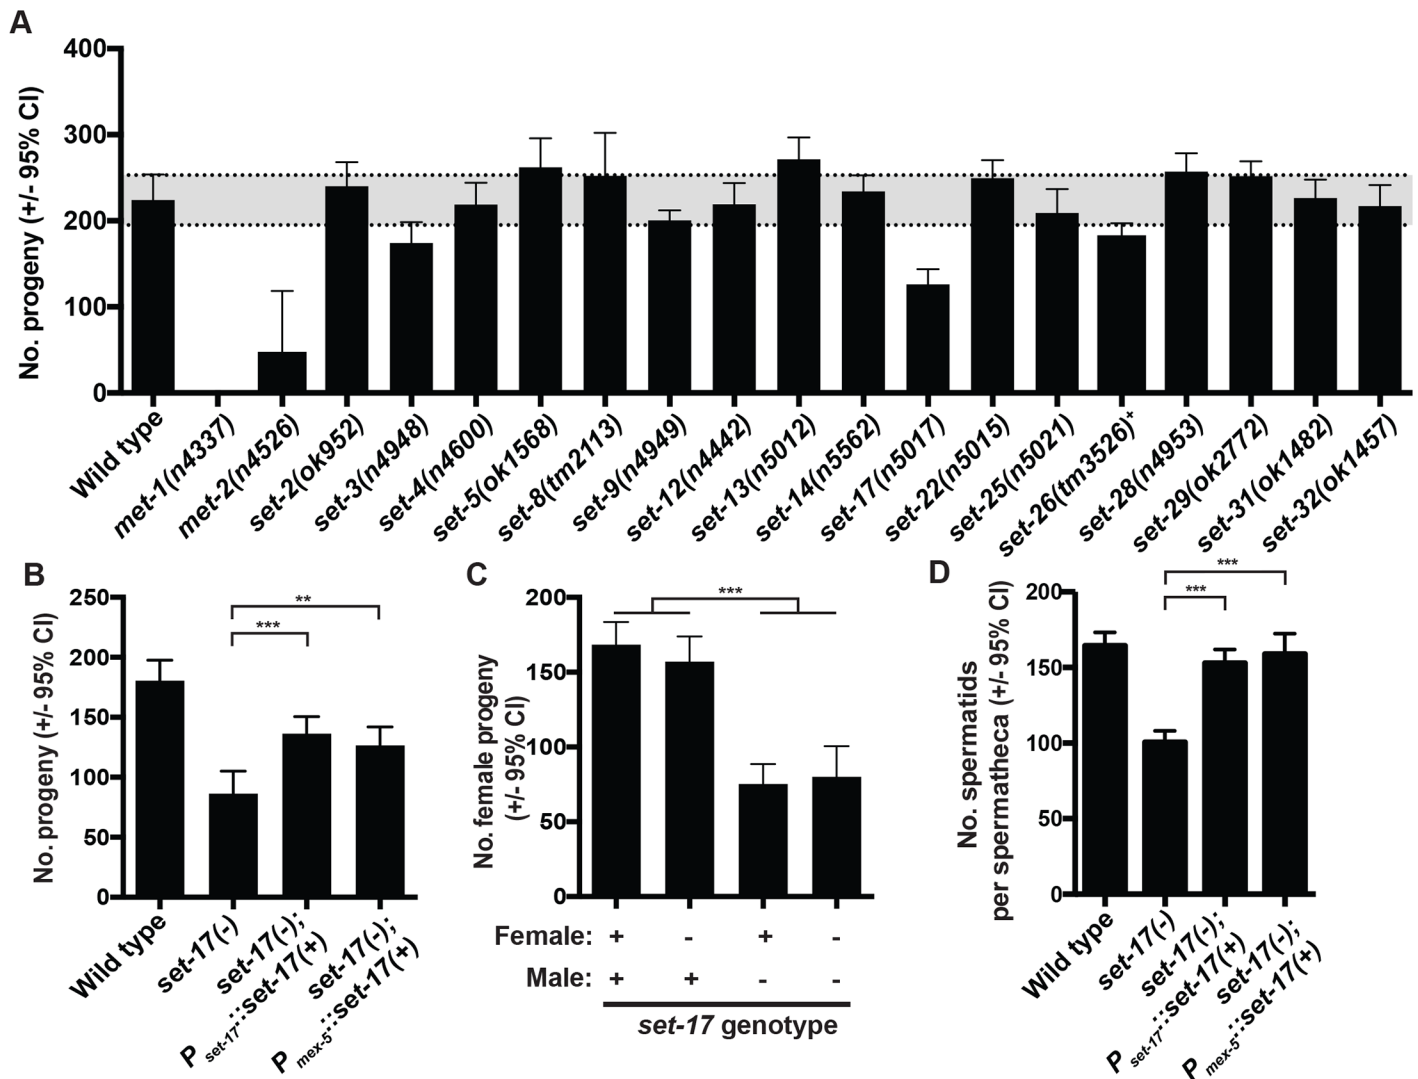 A
No. progeny (+/- 95% CI)
400
300
200
100
0
Wild type
met-1(n4337)
met-2(n4526)
set-2(ok952)
set-3(n4948)
set-4(n4600)
set-5(ok1568)
set-8(tm2113)
set-9(n4949)
set-12(n4442)
set-13(n5012)
set-14(n5562)
set-17(n5017)
set-22(n5015)
set-25(n5021)
set-26(tm3526)+
set-28(n4953)
set-29(ok2772)
set-31(ok1482)
set-32(ok1457)
B
No. progeny (+/- 95% CI)
250
200
150
100
50
0
**
***
Wild type
set-17(-)
set-17(-);
P set-17::set-17(+)
set-17(-);
P mex-5::set-17(+)
C
No. female progeny
(+/- 95% CI)
200
150
100
50
0
***
Female: + - + -
Male: + + - -
set-17 genotype
D
No. spermatids
per spermatheca (+/- 95% CI)
200
150
100
50
0
***
***
Wild type
set-17(-)
set-17(-);
P set-17::set-17(+)
set-17(-);
P mex-5::set-17(+)